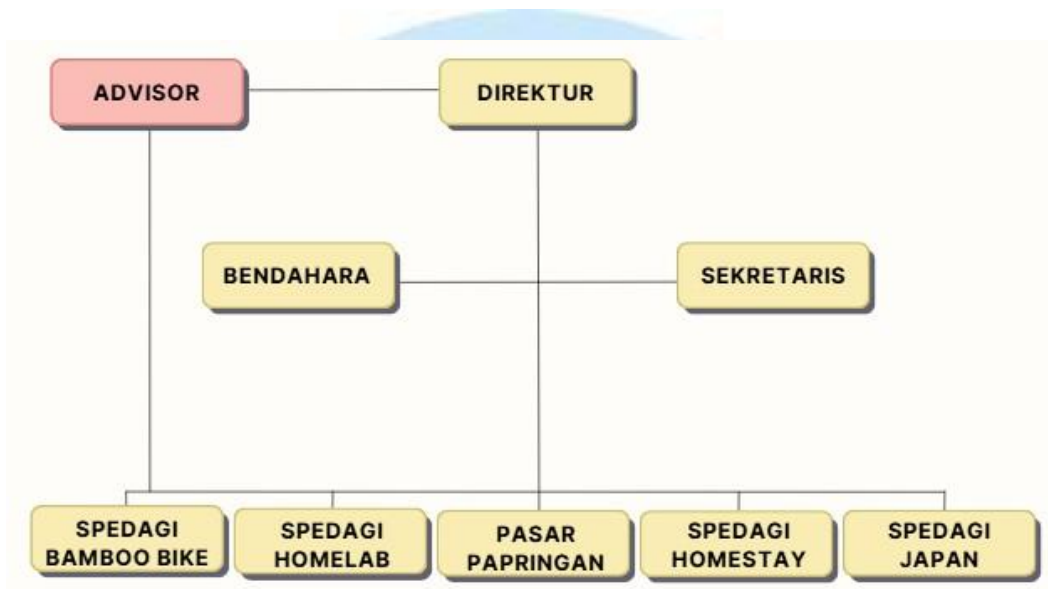 ADVISOR
DIREKTUR
BENDAHARA
SEKRETARIS
SPEDAGI
BAMBOO BIKE
SPEDAGI
HOMELAB
PASAR
PAPRINGAN
SPEDAGI
HOMESTAY
SPEDAGI
JAPAN